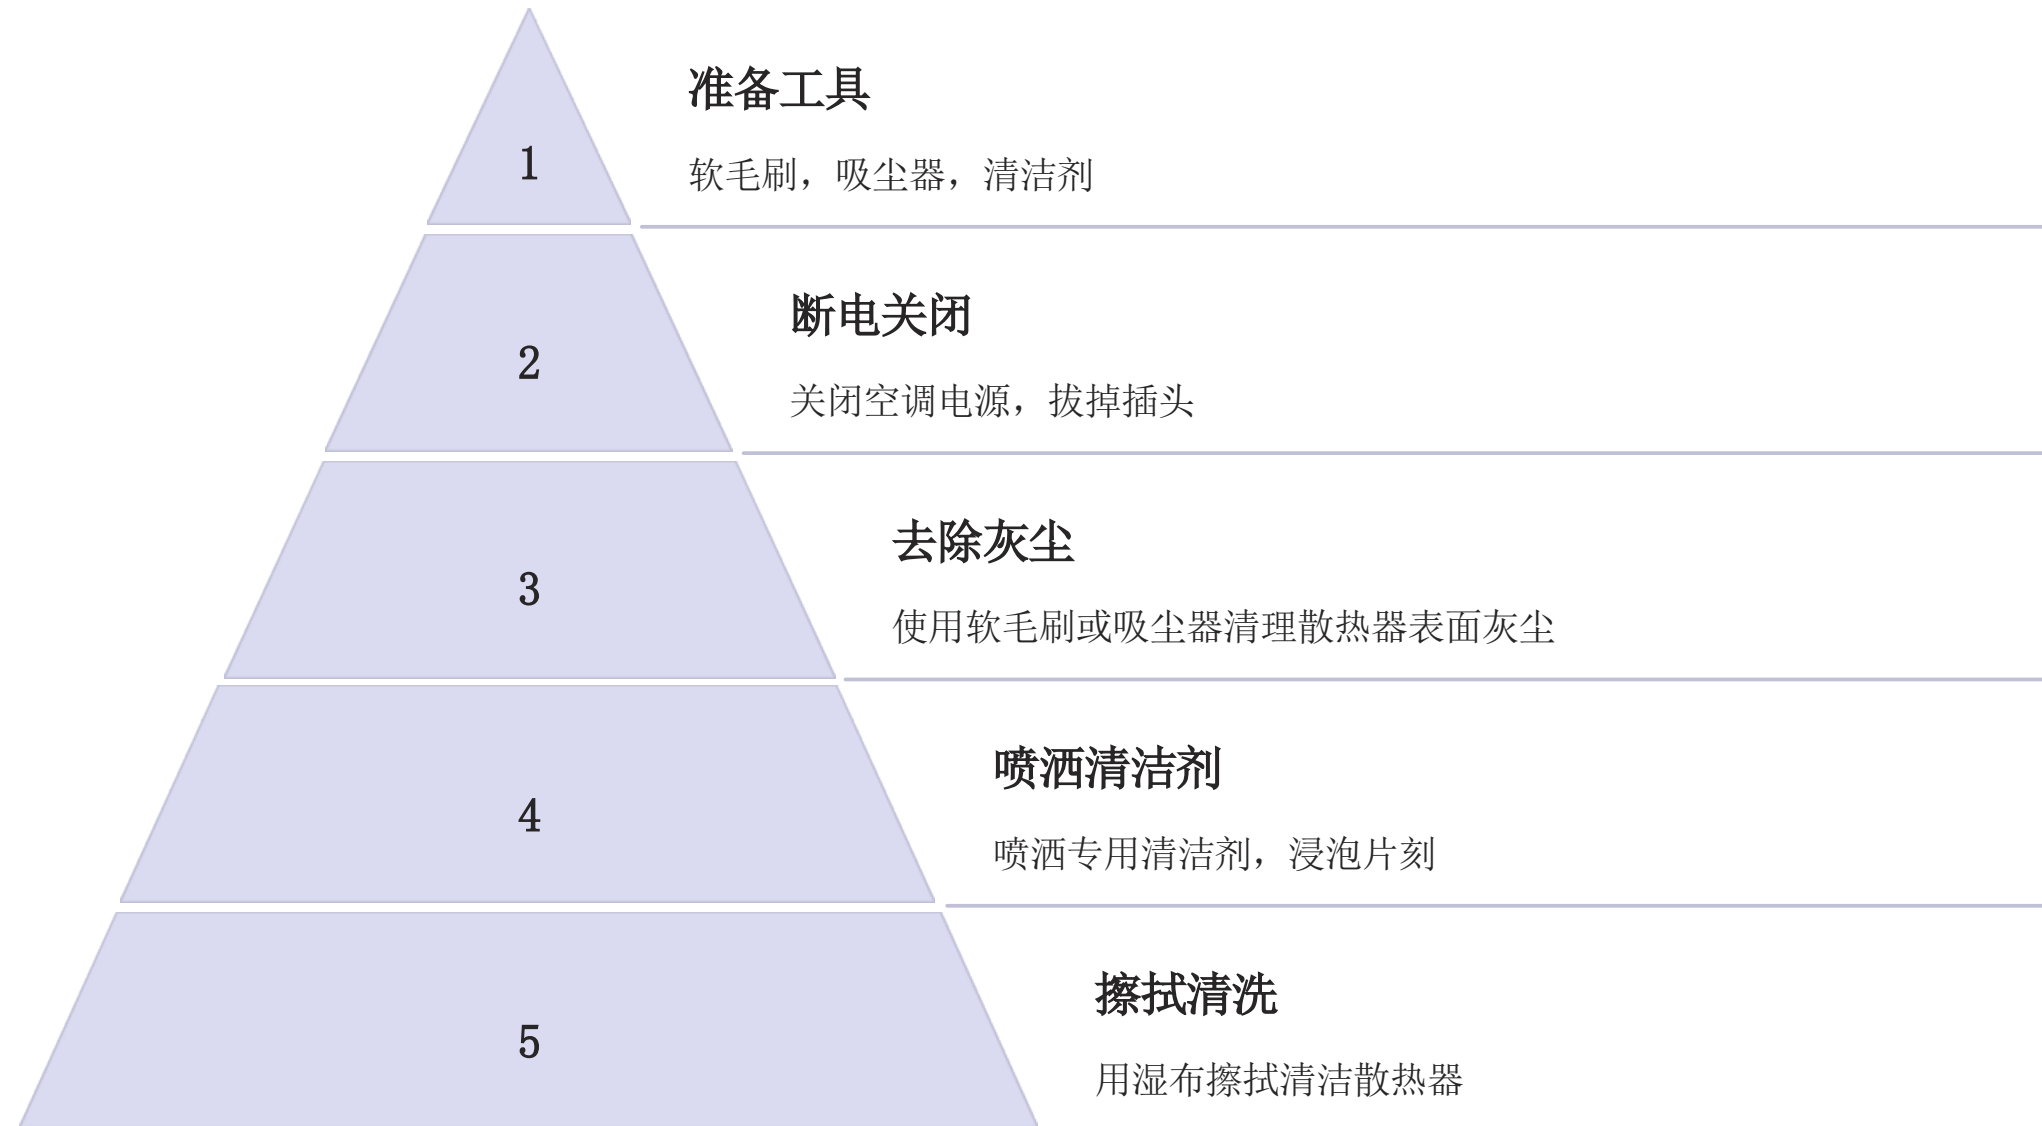 准备工具
1
软毛刷，吸尘器，清洁剂
断电关闭
2
关闭空调电源，拔掉插头
去除灰尘
3
使用软毛刷或吸尘器清理散热器表面灰尘
喷洒清洁剂
4
喷洒专用清洁剂，浸泡片刻
擦拭清洗
5
用湿布擦拭清洁散热器